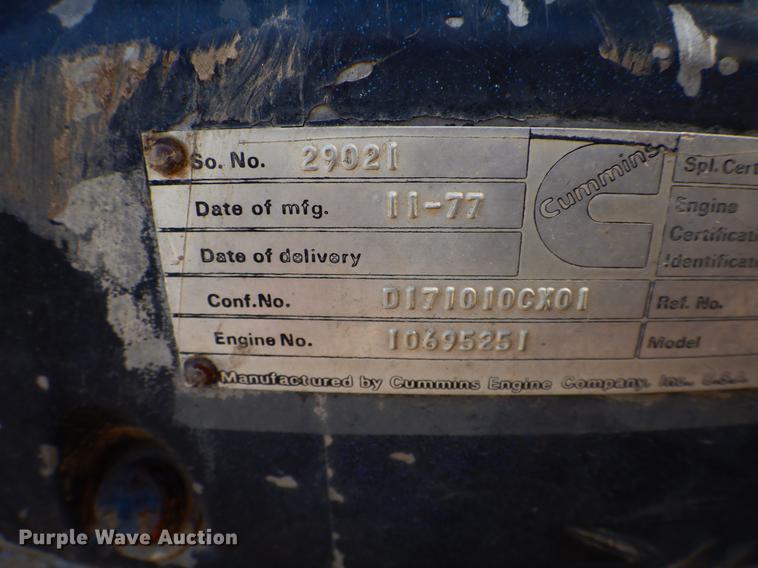 So. No. 29021
Cummins
Spl. Cert
Date of mfg. 11-77
Engine
Certificati
Identificat
Date of delivery
Conf.No. D171010CX01
Ref. No.
Engine No. 10695251
Model
Manufactured by Cummins Engine Company, Inc., U.S.A.
Purple Wave Auction